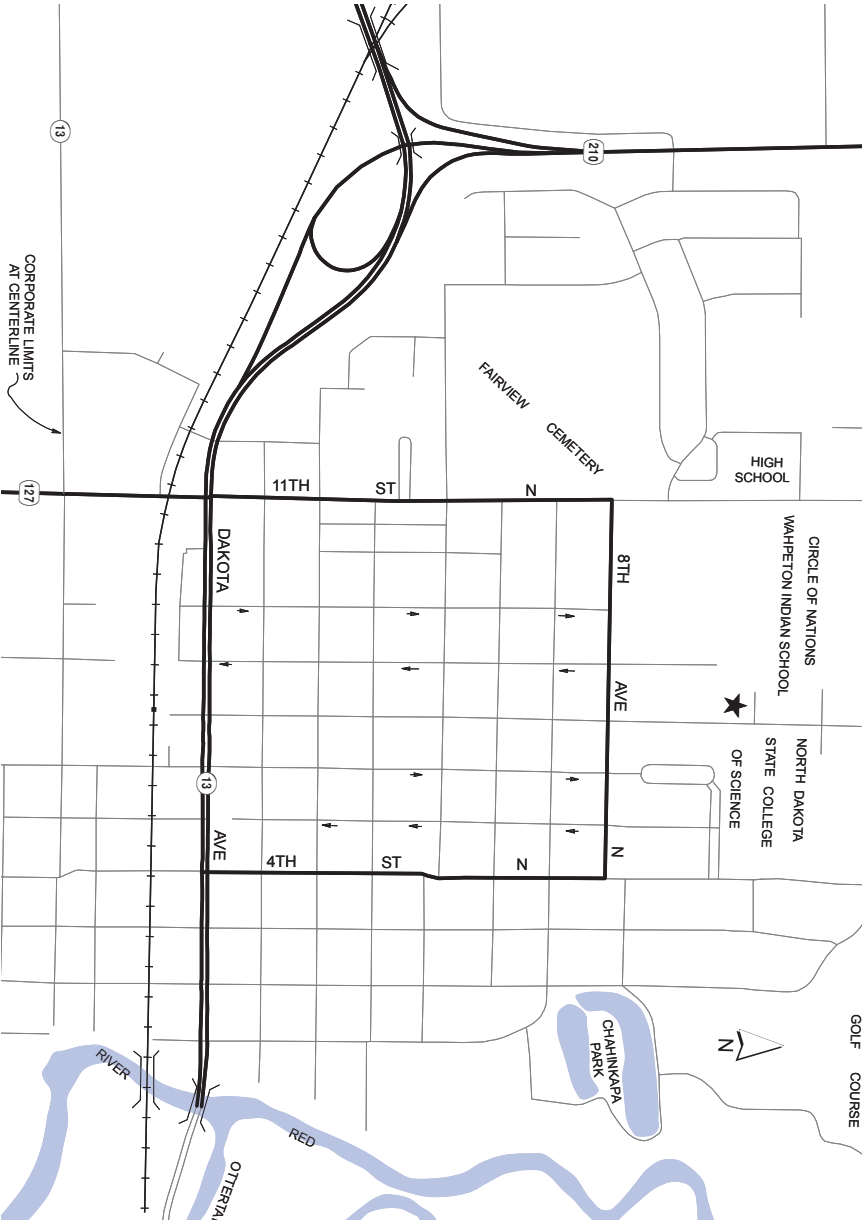 13
210
CORPORATE LIMITS
AT CENTERLINE
FAIRVIEW
CEMETERY
HIGH
SCHOOL
127
11TH ST N
DAKOTA AVE
8TH AVE N
CIRCLE OF NATIONS
WAHPETON INDIAN SCHOOL
NORTH DAKOTA
STATE COLLEGE
OF SCIENCE
13
4TH ST N
CHAHINKAPA
PARK
N
GOLF COURSE
RIVER
RED
OTTERTA